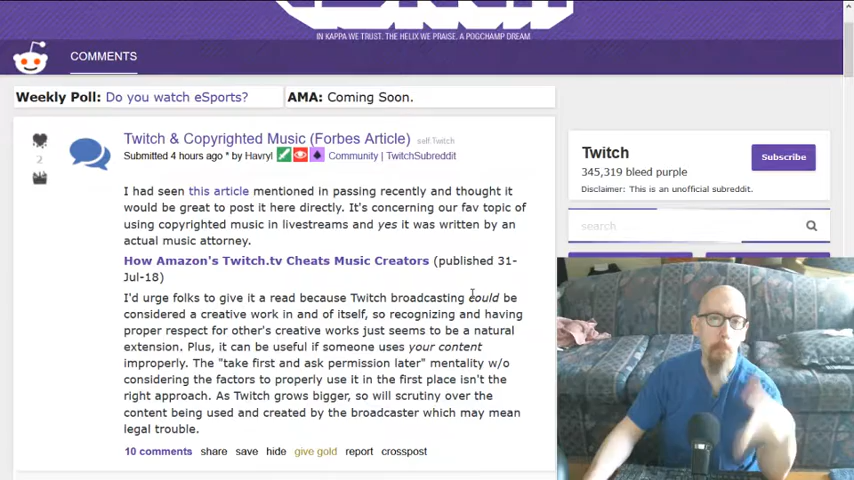 IN KAPPA WE TRUST. THE HELIX WE PRAISE. A POGCHAMP DREAM.
COMMENTS
Weekly Poll: Do you watch eSports?
AMA: Coming Soon.
Twitch & Copyrighted Music (Forbes Article) self.Twitch
2
Submitted 4 hours ago * by Havryl Community | TwitchSubreddit
I had seen this article mentioned in passing recently and thought it
would be great to post it here directly. It's concerning our fav topic of
using copyrighted music in livestreams and yes it was written by an
actual music attorney.
How Amazon's Twitch.tv Cheats Music Creators (published 31-
Jul-18)
I'd urge folks to give it a read because Twitch broadcasting could be
considered a creative work in and of itself, so recognizing and having
proper respect for other's creative works just seems to be a natural
extension. Plus, it can be useful if someone uses your content
improperly. The "take first and ask permission later" mentality w/o
considering the factors to properly use it in the first place isn't the
right approach. As Twitch grows bigger, so will scrutiny over the
content being used and created by the broadcaster which may mean
legal trouble.
10 comments share save hide give gold report crosspost
Twitch
345,319 bleed purple
Subscribe
Disclaimer: This is an unofficial subreddit.
search